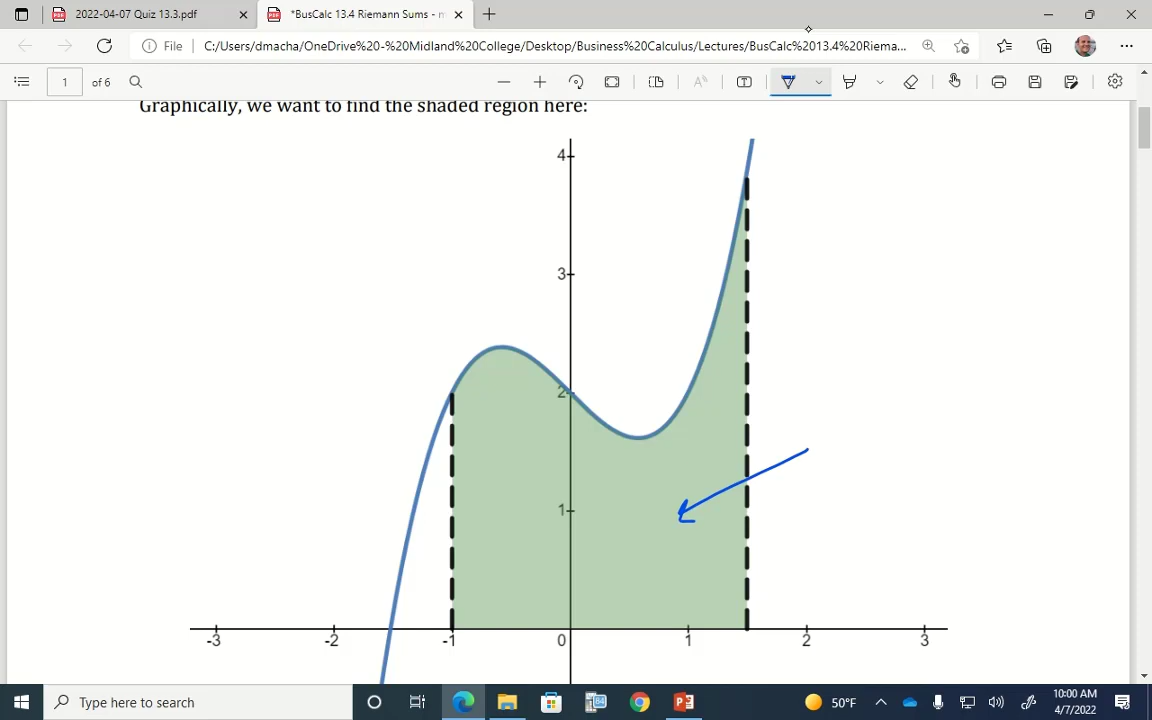 2022-04-07 Quiz 13.3.pdf
*BusCalc 13.4 Riemann Sums - m
File
C:/Users/dmacha/OneDrive%20-%20Midland%20College/Desktop/Business%20Calculus/Lectures/BusCalc%2013.4%20Riema...
1 of 6
Graphically, we want to find the shaded region here:
4
3
2
1
-3 -2 -1 0 1 2 3
Type here to search
50°F
10:00 AM
4/7/2022